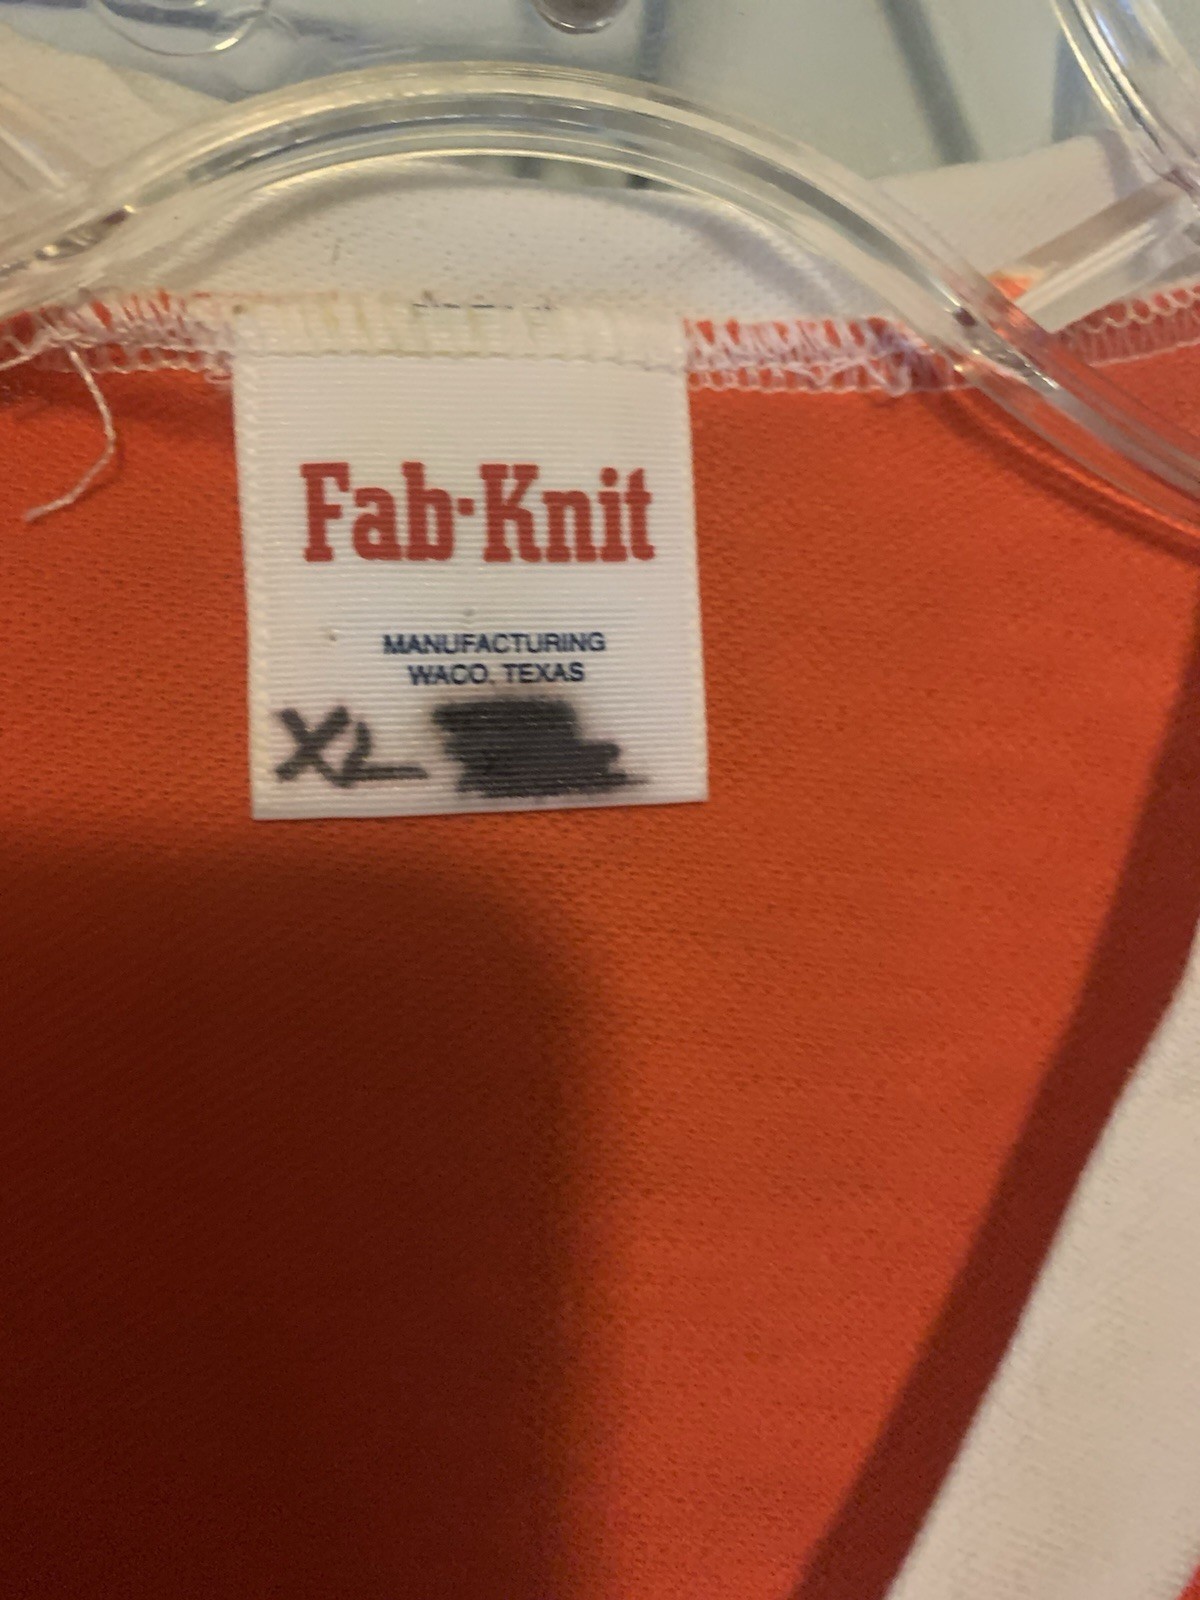 Fab-Knit
MANUFACTURING
WACO, TEXAS
XL